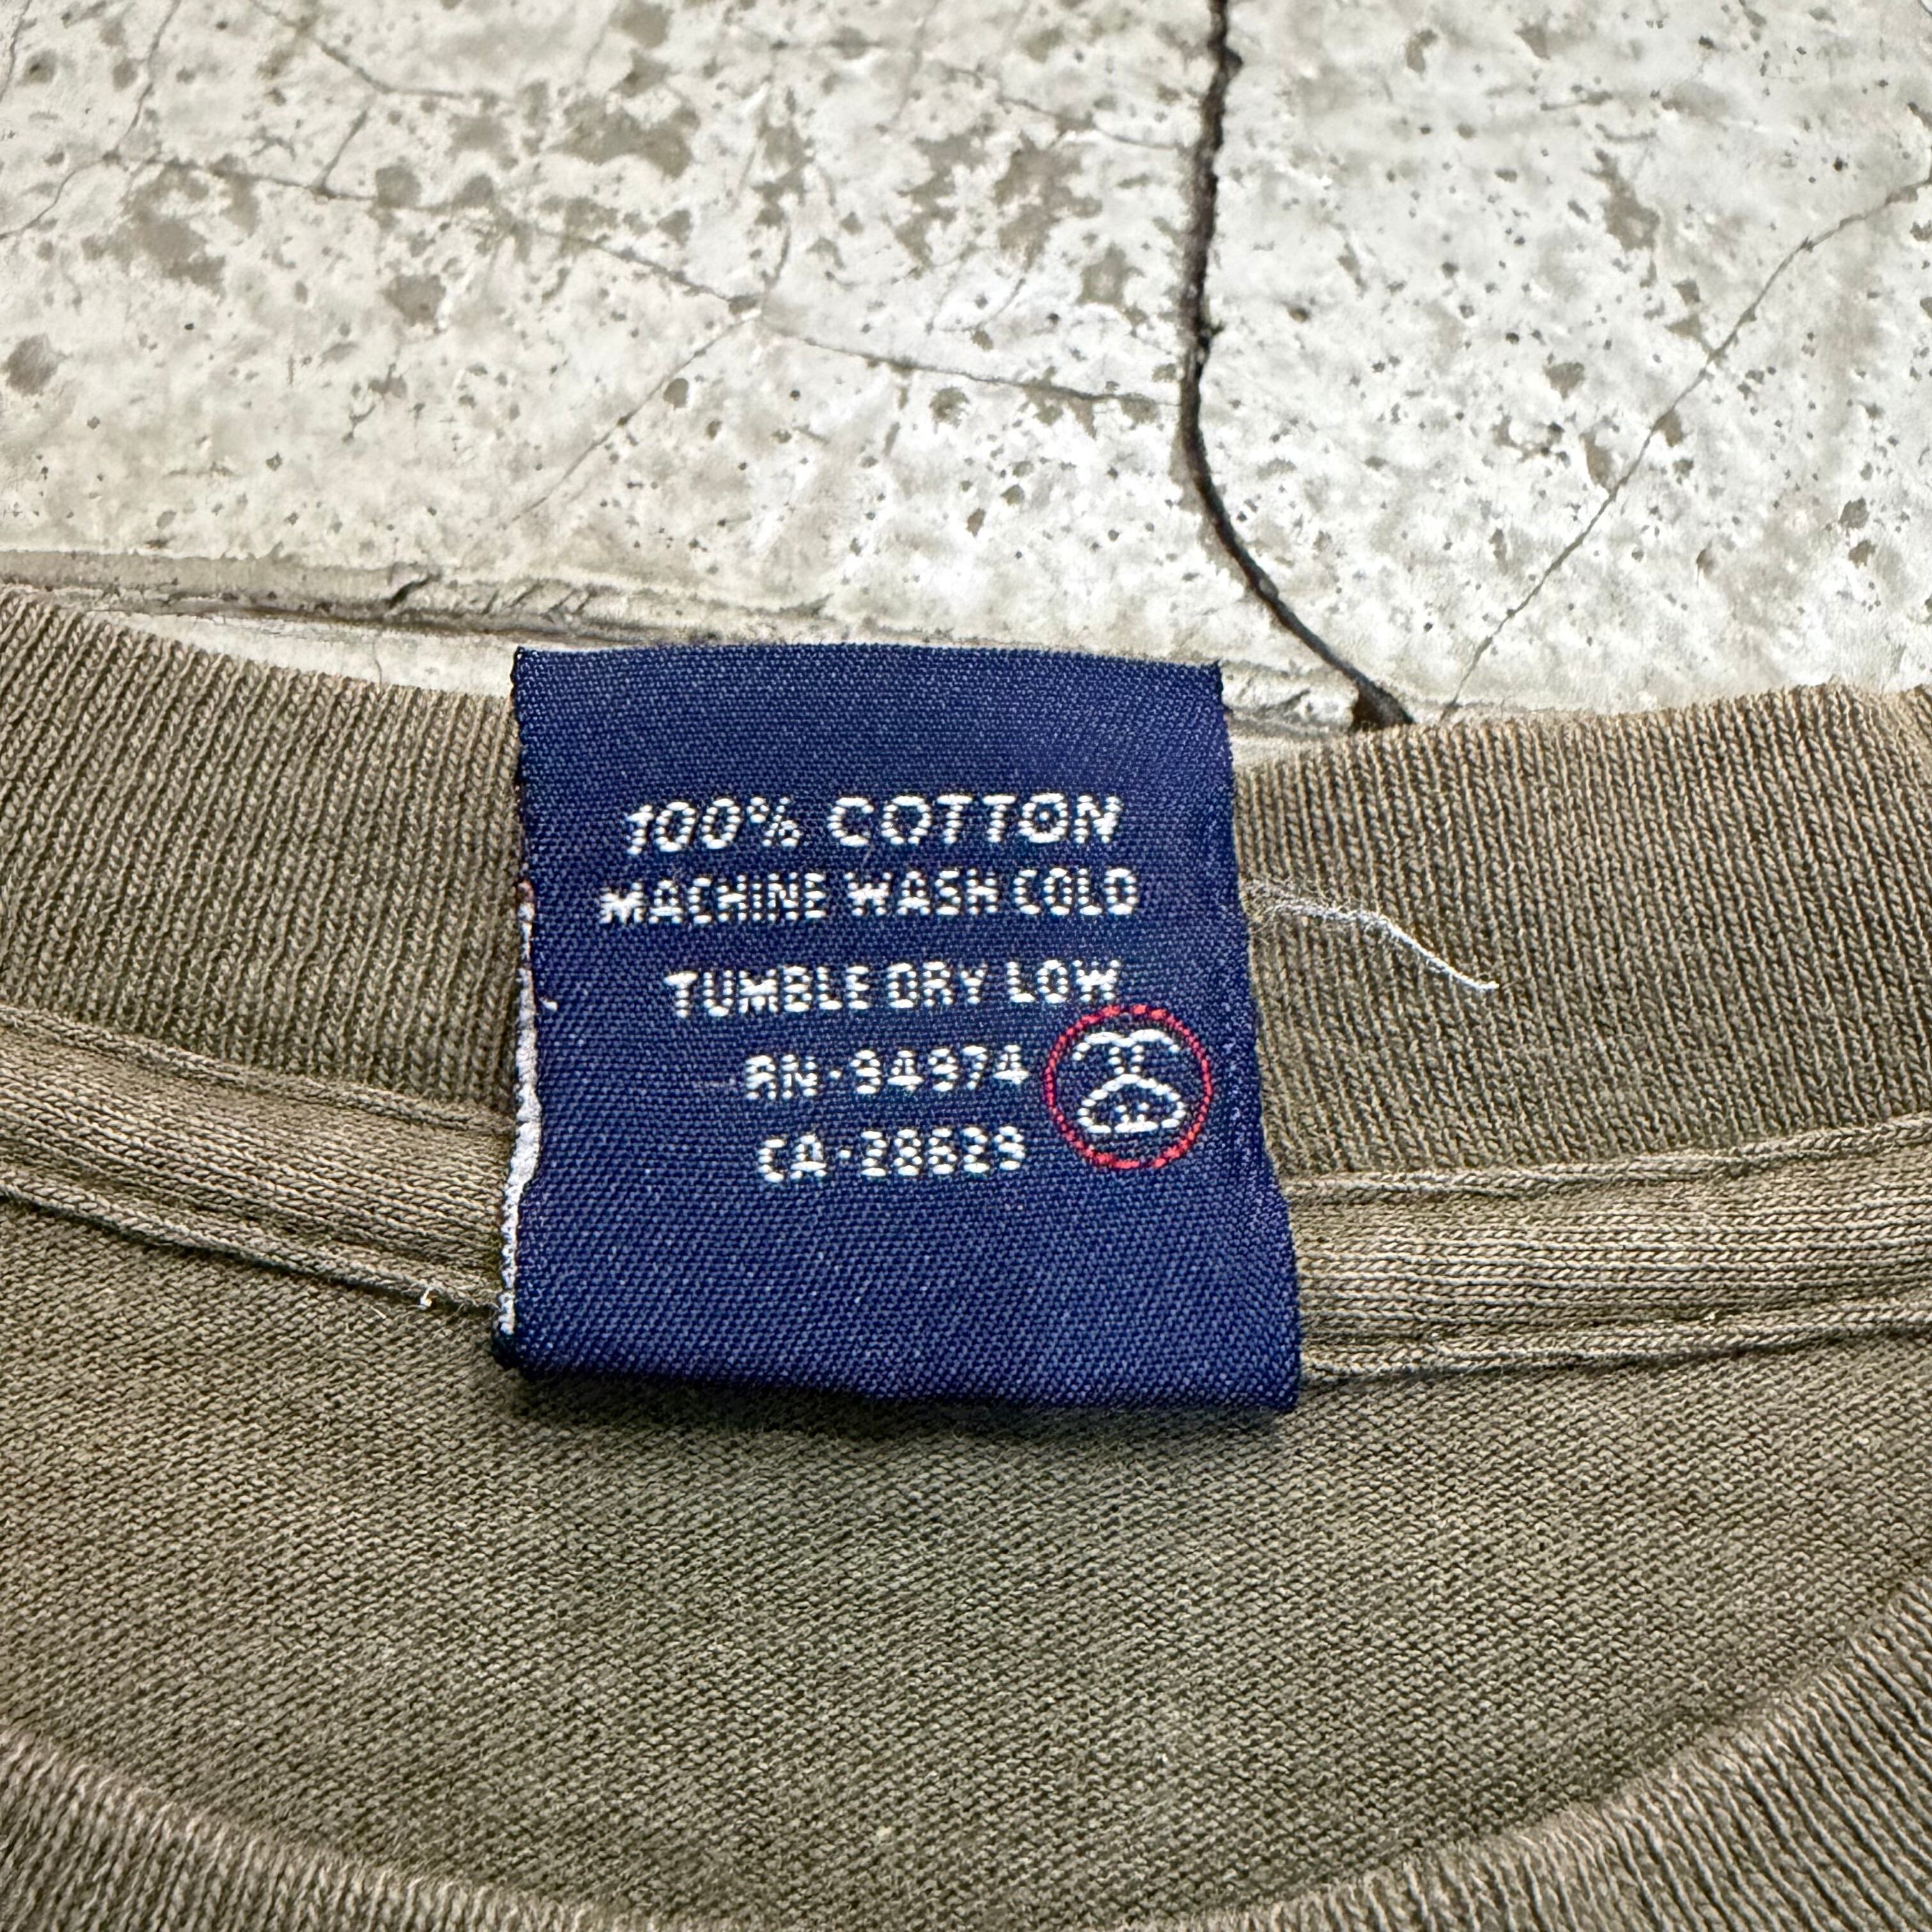 100% COTTON
MACHINE WASH COLD
TUMBLE DRY LOW
RN·94974
CA·28629